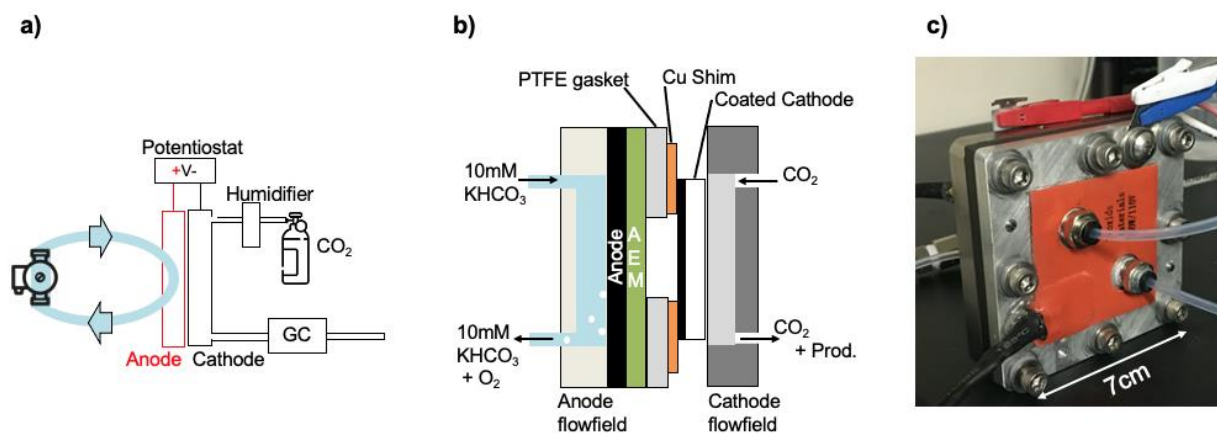 a)
Potentiostat
+V-
Humidifier
CO2
GC
Anode
Cathode
b)
PTFE gasket
Cu Shim
Coated Cathode
10mM
KHCO3
CO2
Anode
AEM
10mM
KHCO3
+ O2
CO2
+ Prod.
Anode
flowfield
Cathode
flowfield
c)
7cm